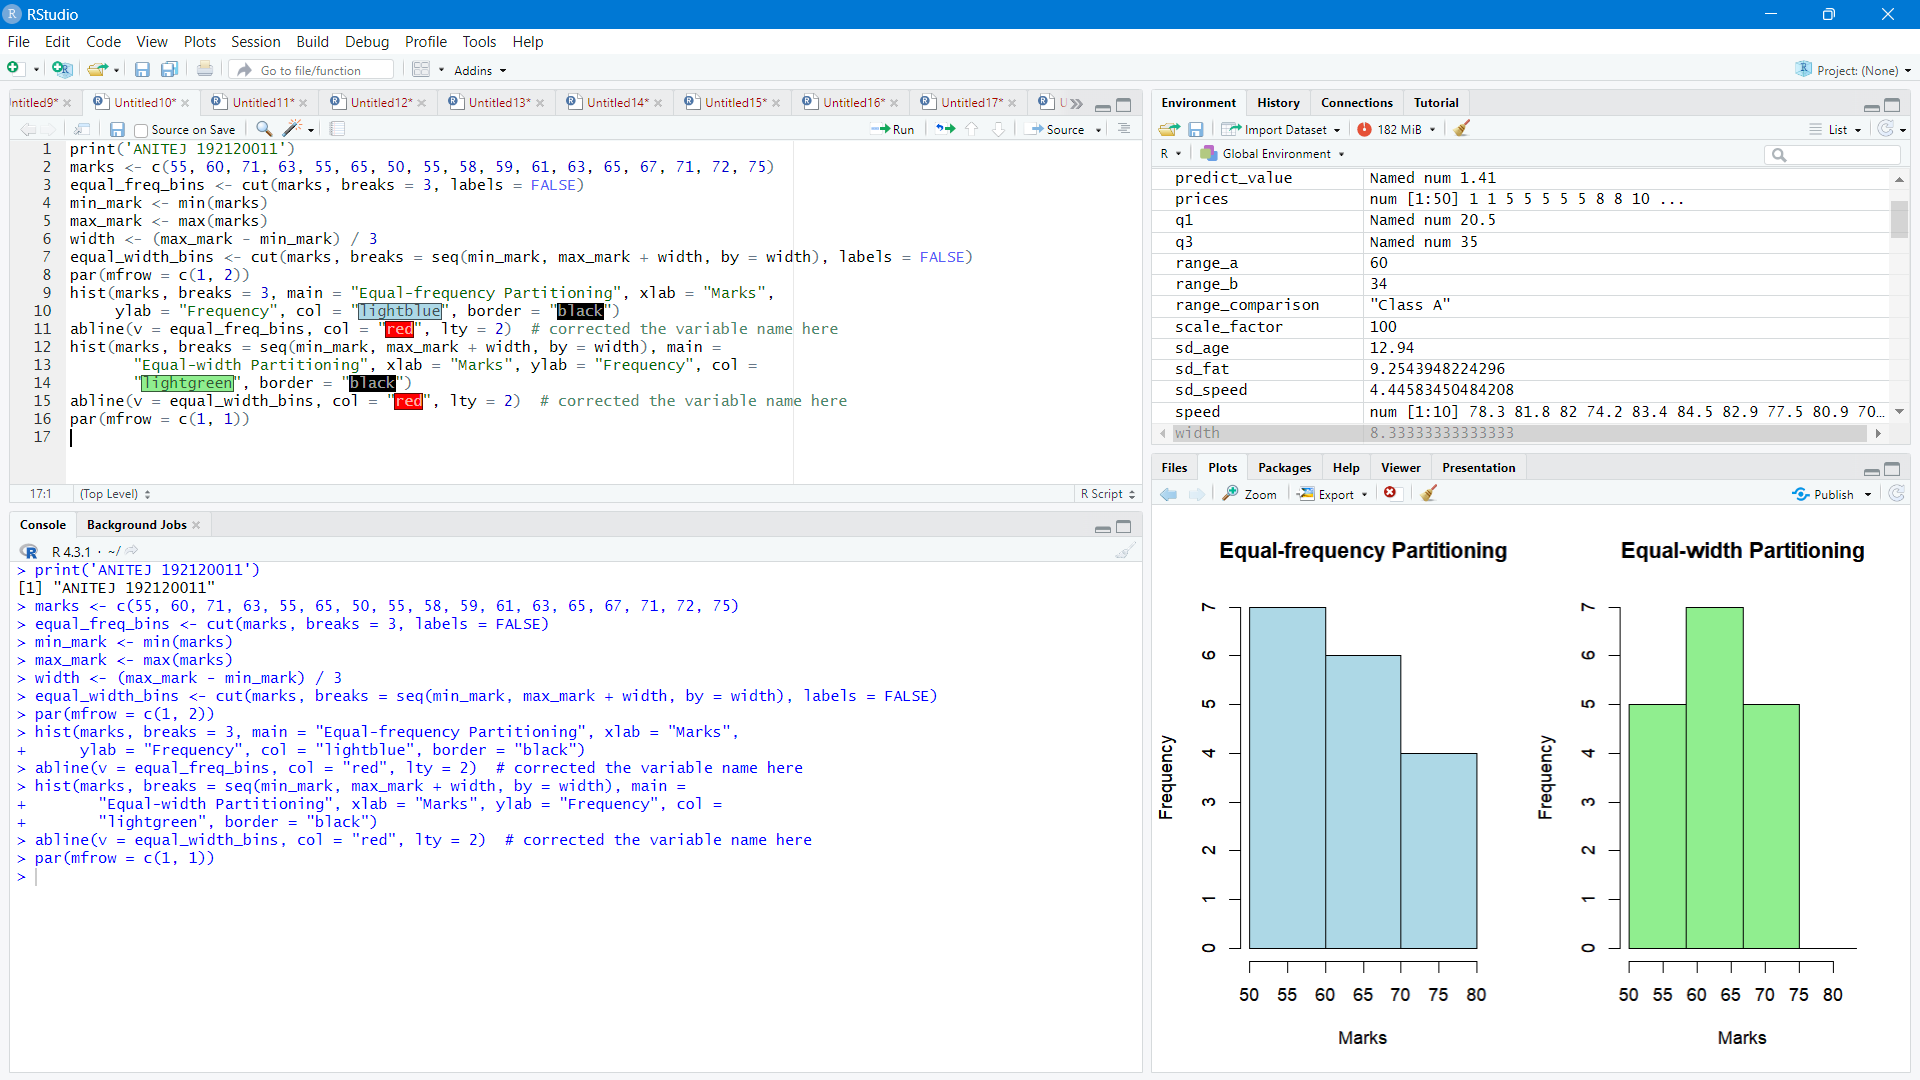 RStudio
File Edit Code View Plots Session Build Debug Profile Tools Help
Go to file/function Addins Project: (None)
ntitled9* Untitled10* Untitled11* Untitled12* Untitled13* Untitled14* Untitled15* Untitled16* Untitled17* U
Source on Save Run Source
1 print('ANITEJ 192120011')
2 marks <- c(55, 60, 71, 63, 55, 65, 50, 55, 58, 59, 61, 63, 65, 67, 71, 72, 75)
3 equal_freq_bins <- cut(marks, breaks = 3, labels = FALSE)
4 min_mark <- min(marks)
5 max_mark <- max(marks)
6 width <- (max_mark - min_mark) / 3
7 equal_width_bins <- cut(marks, breaks = seq(min_mark, max_mark + width, by = width), labels = FALSE)
8 par(mfrow = c(1, 2))
9 hist(marks, breaks = 3, main = "Equal-frequency Partitioning", xlab = "Marks",
10 ylab = "Frequency", col = "lightblue", border = "black")
11 abline(v = equal_freq_bins, col = "red", lty = 2) # corrected the variable name here
12 hist(marks, breaks = seq(min_mark, max_mark + width, by = width), main =
13 "Equal-width Partitioning", xlab = "Marks", ylab = "Frequency", col =
14 "lightgreen", border = "black")
15 abline(v = equal_width_bins, col = "red", lty = 2) # corrected the variable name here
16 par(mfrow = c(1, 1))
17
17:1 (Top Level) R Script
Console Background Jobs
R 4.3.1 · ~/
> print('ANITEJ 192120011')
[1] "ANITEJ 192120011"
> marks <- c(55, 60, 71, 63, 55, 65, 50, 55, 58, 59, 61, 63, 65, 67, 71, 72, 75)
> equal_freq_bins <- cut(marks, breaks = 3, labels = FALSE)
> min_mark <- min(marks)
> max_mark <- max(marks)
> width <- (max_mark - min_mark) / 3
> equal_width_bins <- cut(marks, breaks = seq(min_mark, max_mark + width, by = width), labels = FALSE)
> par(mfrow = c(1, 2))
> hist(marks, breaks = 3, main = "Equal-frequency Partitioning", xlab = "Marks",
+ ylab = "Frequency", col = "lightblue", border = "black")
> abline(v = equal_freq_bins, col = "red", lty = 2) # corrected the variable name here
> hist(marks, breaks = seq(min_mark, max_mark + width, by = width), main =
+ "Equal-width Partitioning", xlab = "Marks", ylab = "Frequency", col =
+ "lightgreen", border = "black")
> abline(v = equal_width_bins, col = "red", lty = 2) # corrected the variable name here
> par(mfrow = c(1, 1))
>
Environment History Connections Tutorial
Import Dataset 182 MiB List
R Global Environment
predict_value Named num 1.41
prices num [1:50] 1 1 5 5 5 5 5 8 8 10 ...
q1 Named num 20.5
q3 Named num 35
range_a 60
range_b 34
range_comparison "Class A"
scale_factor 100
sd_age 12.94
sd_fat 9.2543948224296
sd_speed 4.44583450484208
speed num [1:10] 78.3 81.8 82 74.2 83.4 84.5 82.9 77.5 80.9 70…
width 8.33333333333333
Files Plots Packages Help Viewer Presentation
Zoom Export Publish
Equal-frequency Partitioning
Frequency
7
6
5
4
3
2
1
0
50 55 60 65 70 75 80
Marks
Equal-width Partitioning
Frequency
7
6
5
4
3
2
1
0
50 55 60 65 70 75 80
Marks